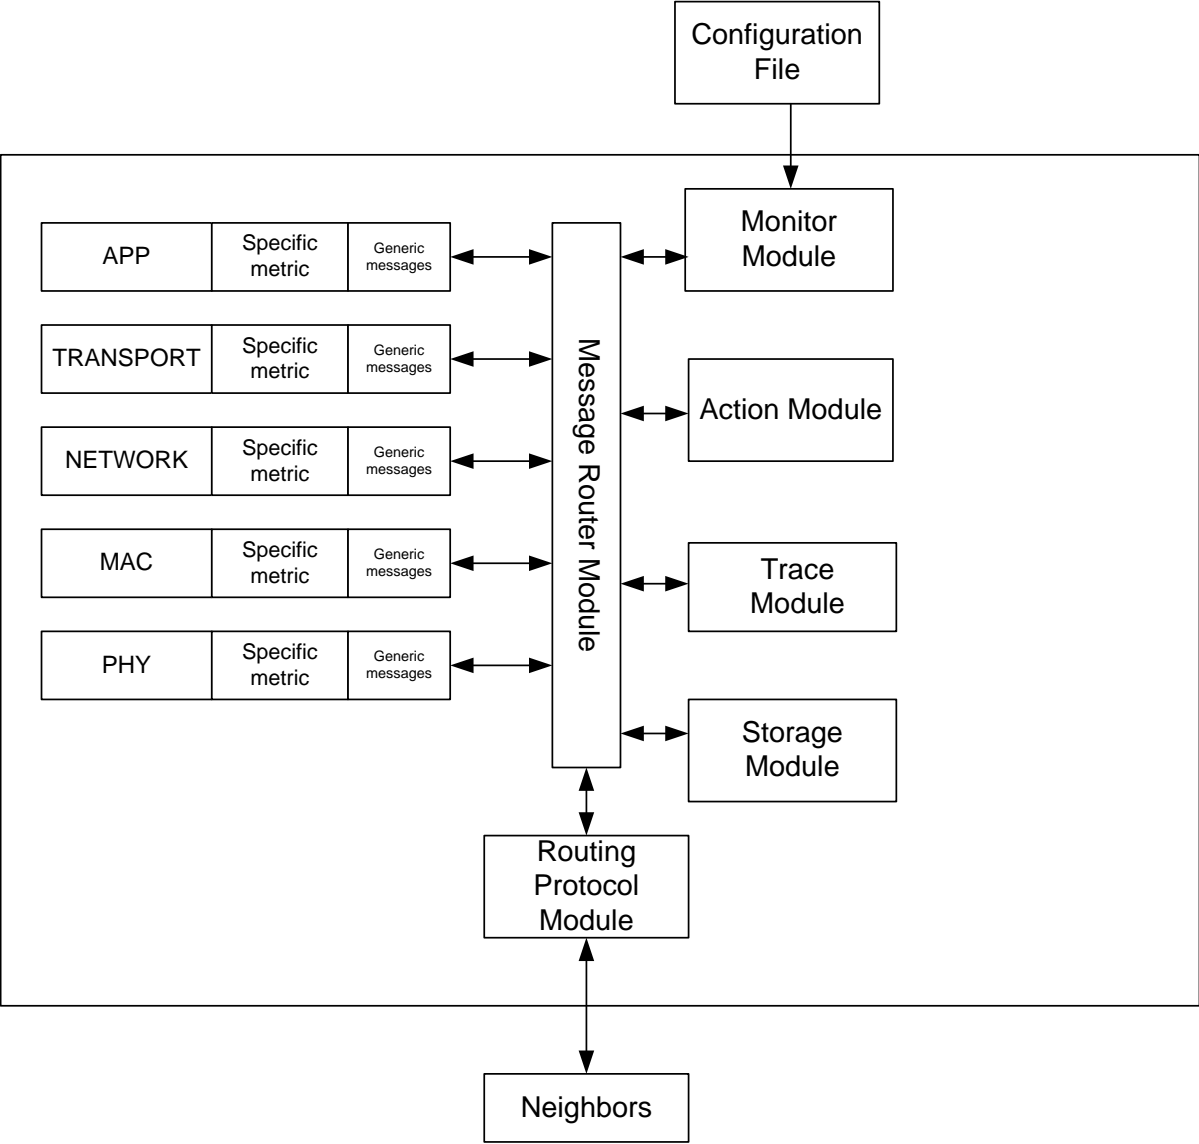 Configuration
File
Monitor
Module
APP
Specific
metric
Generic
messages
TRANSPORT
Specific
metric
Generic
messages
NETWORK
Specific
metric
Generic
messages
MAC
Specific
metric
Generic
messages
PHY
Specific
metric
Generic
messages
Message Router Module
Action Module
Trace
Module
Storage
Module
Routing
Protocol
Module
Neighbors